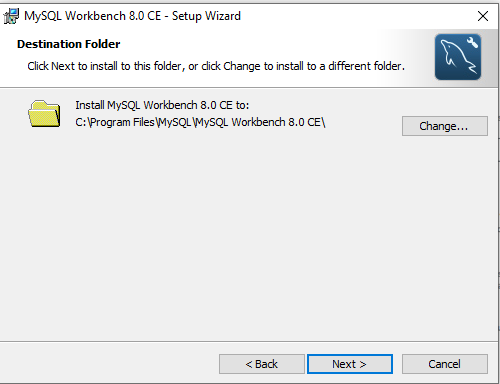 MySQL Workbench 8.0 CE - Setup Wizard
Destination Folder
Click Next to install to this folder, or click Change to install to a different folder.
Install MySQL Workbench 8.0 CE to:
C:\Program Files\MySQL\MySQL Workbench 8.0 CE\
Change...
< Back
Next >
Cancel